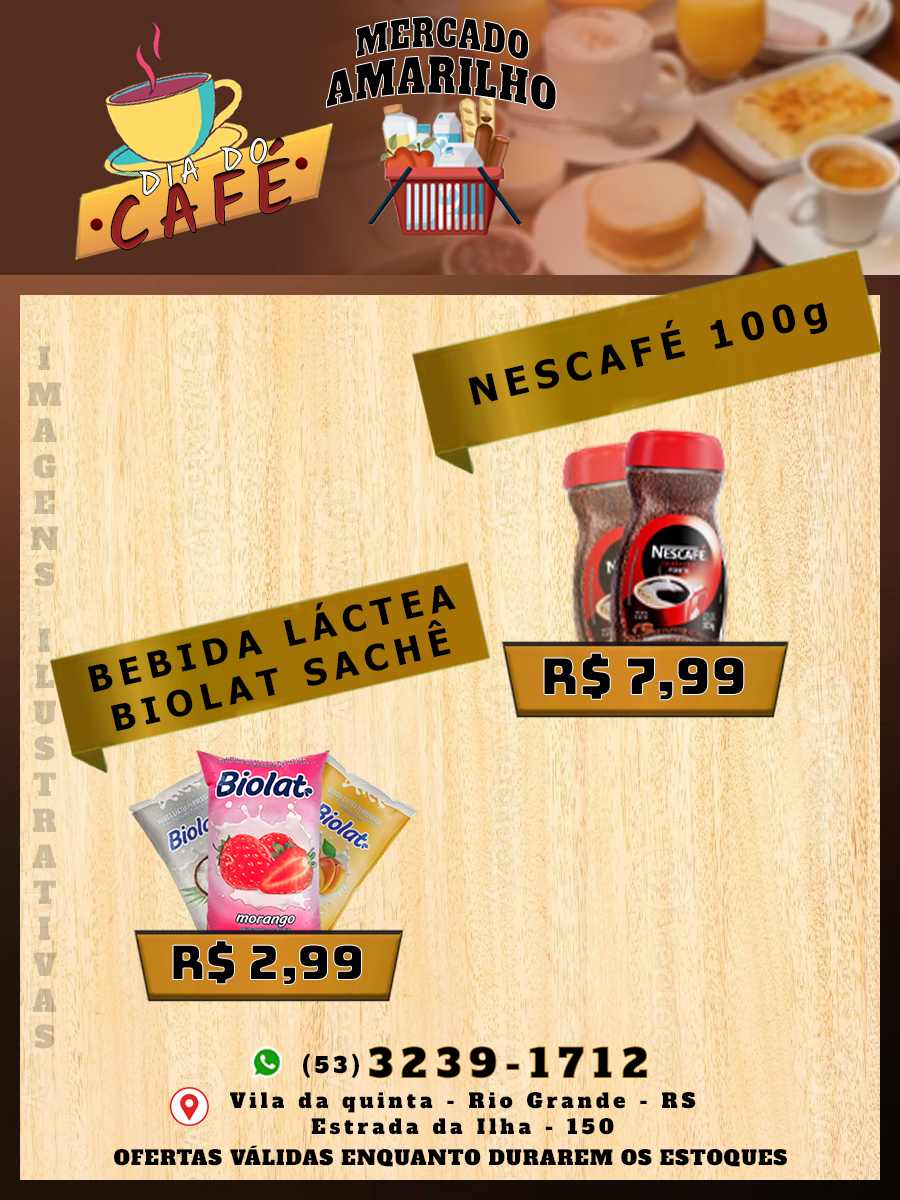 MERCADO
AMARILHO
DIA DO
CAFÉ
NESCAFÉ 100g
NESCAFÉ
R$ 7,99
BEBIDA LÁCTEA
BIOLAT SACHÊ
Biolat
Biolat
morango
R$ 2,99
IMAGENS ILUSTRATIVAS
(53) 3239-1712
Vila da quinta - Rio Grande - RS
Estrada da Ilha - 150
OFERTAS VÁLIDAS ENQUANTO DURAREM OS ESTOQUES